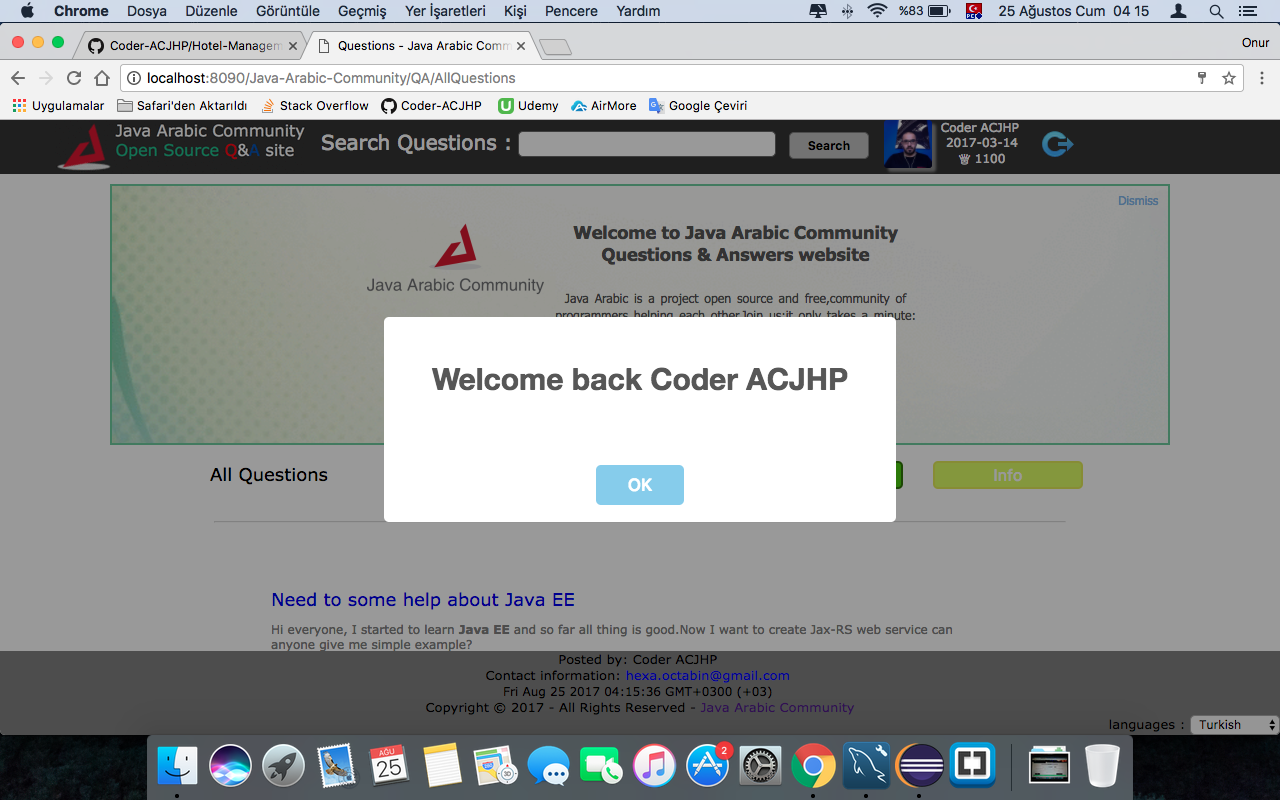 Chrome Dosya Düzenle Görüntüle Geçmiş Yer İşaretleri Kişi Pencere Yardım %83 25 Ağustos Cum 04 15
Coder-ACJHP/Hotel-Managem Questions - Java Arabic Comm Onur
localhost:8090/Java-Arabic-Community/QA/AllQuestions
Uygulamalar Safari'den Aktarıldı Stack Overflow Coder-ACJHP Udemy AirMore Google Çeviri
Java Arabic Community
Open Source Q&A site
Search Questions :
Search
Coder ACJHP
2017-03-14
1100
Dismiss
Java Arabic Community
Welcome to Java Arabic Community
Questions & Answers website
Java Arabic is a project open source and free,community of
programmers helping each other.Join us;it only takes a minute:
Welcome back Coder ACJHP
OK
All Questions
Info
Need to some help about Java EE
Hi everyone, I started to learn Java EE and so far all thing is good.Now I want to create Jax-RS web service can
anyone give me simple example?
Posted by: Coder ACJHP
Contact information: hexa.octabin@gmail.com
Fri Aug 25 2017 04:15:36 GMT+0300 (+03)
Copyright © 2017 - All Rights Reserved - Java Arabic Community
languages : Turkish
AĞU
25
2